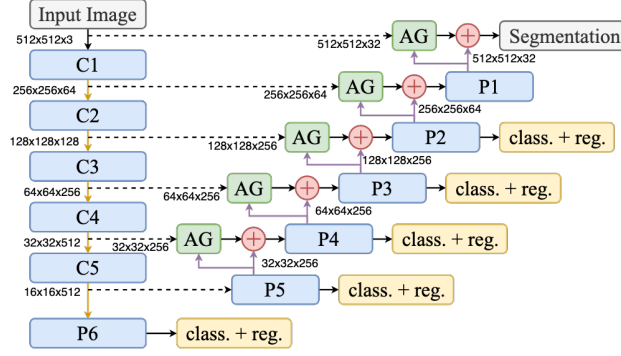 Input Image
512x512x3
512x512x32
AG
+
Segmentation
C1
512x512x32
256x256x64
256x256x64
AG
+
P1
C2
256x256x64
128x128x128
128x128x256
AG
+
P2
class. + reg.
C3
128x128x256
64x64x256
64x64x256
AG
+
P3
class. + reg.
C4
64x64x256
32x32x512
32x32x256
AG
+
P4
class. + reg.
C5
32x32x256
16x16x512
P5
class. + reg.
P6
class. + reg.